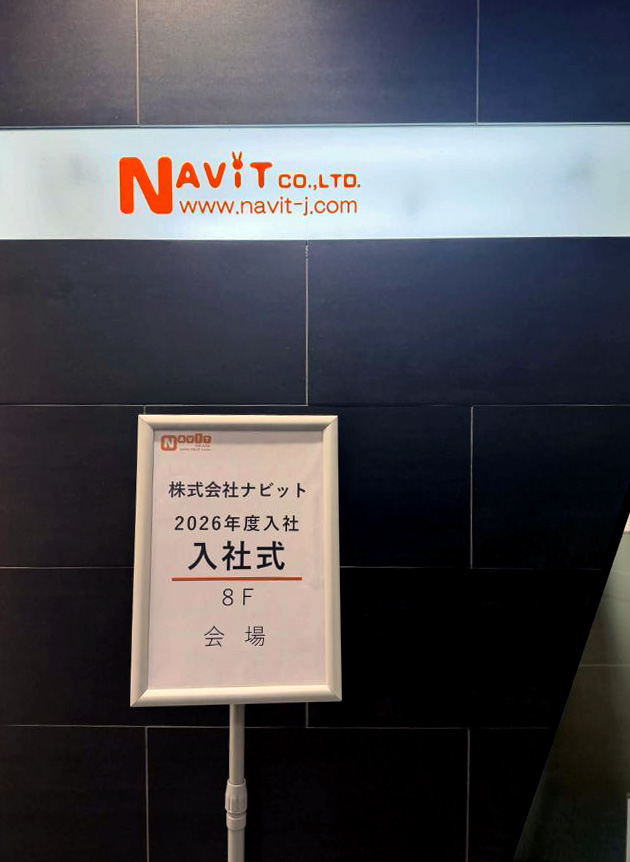 NAViT CO.,LTD.
www.navit-j.com
NAViT
株式会社ナビット
2026年度入社
入社式
8F
会 場